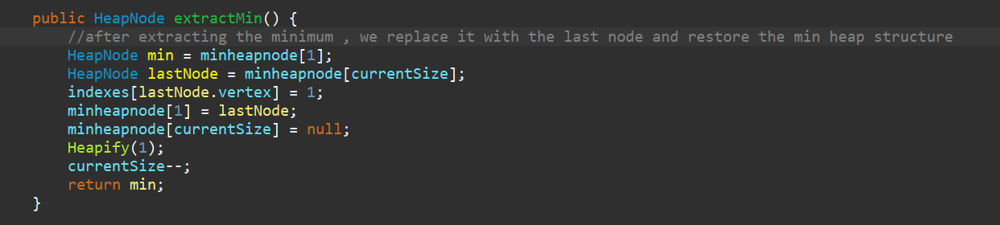 public HeapNode extractMin() {
    //after extracting the minimum , we replace it with the last node and restore the min heap structure
    HeapNode min = minheapnode[1];
    HeapNode lastNode = minheapnode[currentSize];
    indexes[lastNode.vertex] = 1;
    minheapnode[1] = lastNode;
    minheapnode[currentSize] = null;
    Heapify(1);
    currentSize--;
    return min;
}